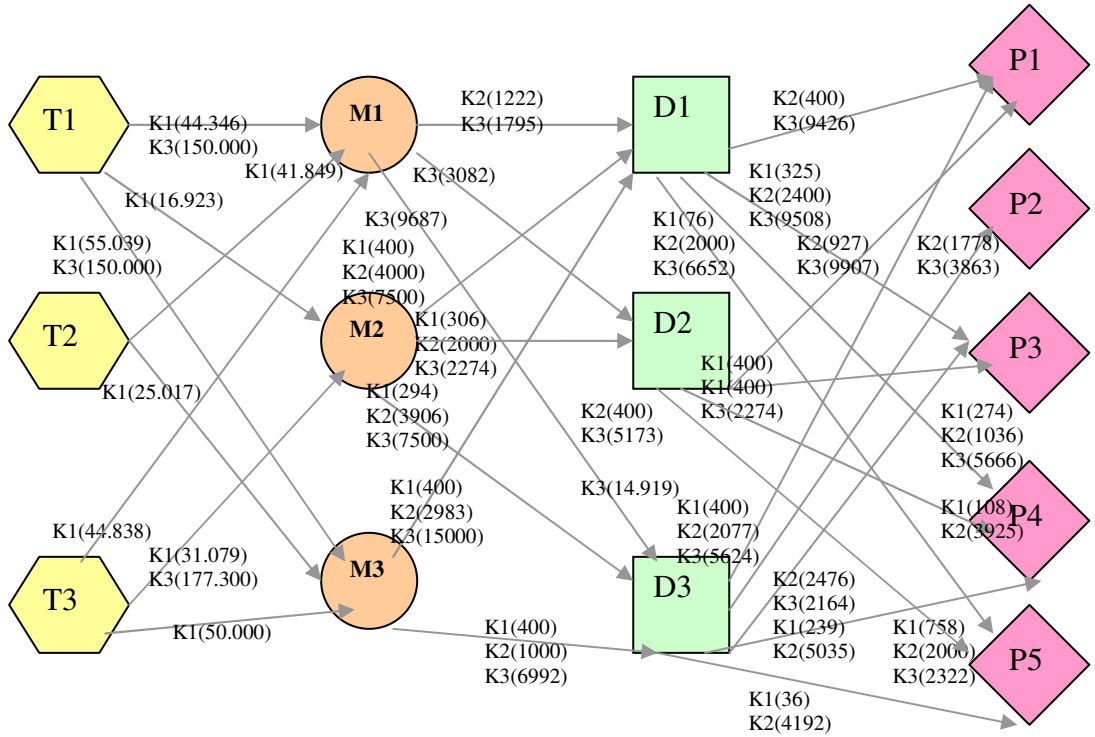 T1
M1
D1
P1
K1(44.346)
K3(150.000)
K2(1222)
K3(1795)
K2(400)
K3(9426)
K1(41.849)
K3(3082)
K1(16.923)
K1(325)
K2(2400)
K3(9508)
P2
K1(55.039)
K3(150.000)
K3(9687)
K1(400)
K2(4000)
K3(7500)
K1(76)
K2(2000)
K3(6652)
K2(927)
K3(9907)
K2(1778)
K3(3863)
T2
M2
D2
P3
K1(306)
K2(2000)
K3(2274)
K1(400)
K1(400)
K3(2274)
K1(25.017)
K1(294)
K2(3906)
K3(7500)
K2(400)
K3(5173)
K1(274)
K2(1036)
K3(5666)
K1(400)
K2(2983)
K3(15000)
K3(14.919)
K1(400)
K2(2077)
K3(5624)
K1(108)
K2(3925)
P4
K1(44.838)
K1(31.079)
K3(177.300)
T3
M3
D3
K2(2476)
K3(2164)
K1(239)
K2(5035)
K1(758)
K2(2000)
K3(2322)
P5
K1(50.000)
K1(400)
K2(1000)
K3(6992)
K1(36)
K2(4192)